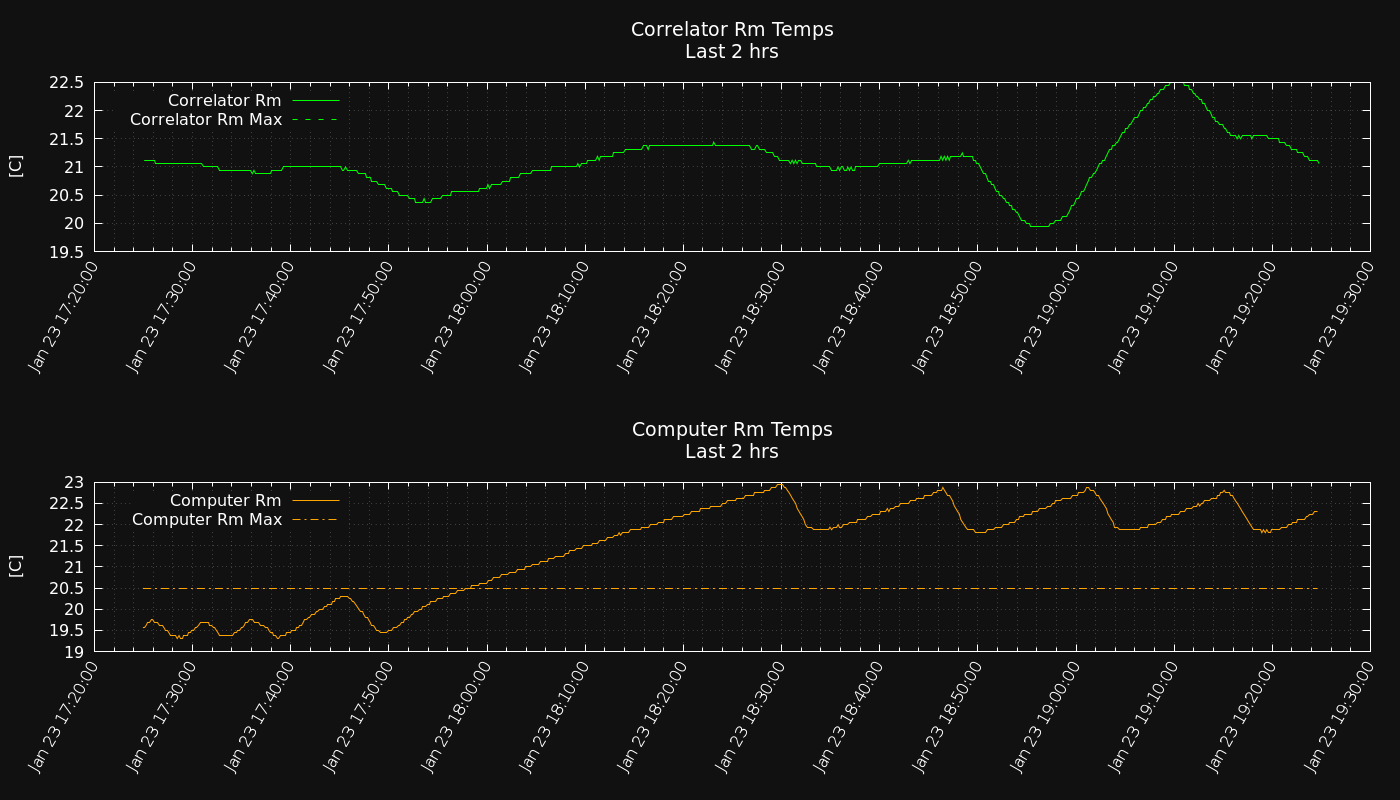 Correlator Rm Temps
Last 2 hrs
Correlator Rm
Correlator Rm Max
[C]
22.5
22
21.5
21
20.5
20
19.5
Jan 23 17:20:00
Jan 23 17:30:00
Jan 23 17:40:00
Jan 23 17:50:00
Jan 23 18:00:00
Jan 23 18:10:00
Jan 23 18:20:00
Jan 23 18:30:00
Jan 23 18:40:00
Jan 23 18:50:00
Jan 23 19:00:00
Jan 23 19:10:00
Jan 23 19:20:00
Jan 23 19:30:00
Computer Rm Temps
Last 2 hrs
Computer Rm
Computer Rm Max
[C]
23
22.5
22
21.5
21
20.5
20
19.5
19
Jan 23 17:20:00
Jan 23 17:30:00
Jan 23 17:40:00
Jan 23 17:50:00
Jan 23 18:00:00
Jan 23 18:10:00
Jan 23 18:20:00
Jan 23 18:30:00
Jan 23 18:40:00
Jan 23 18:50:00
Jan 23 19:00:00
Jan 23 19:10:00
Jan 23 19:20:00
Jan 23 19:30:00